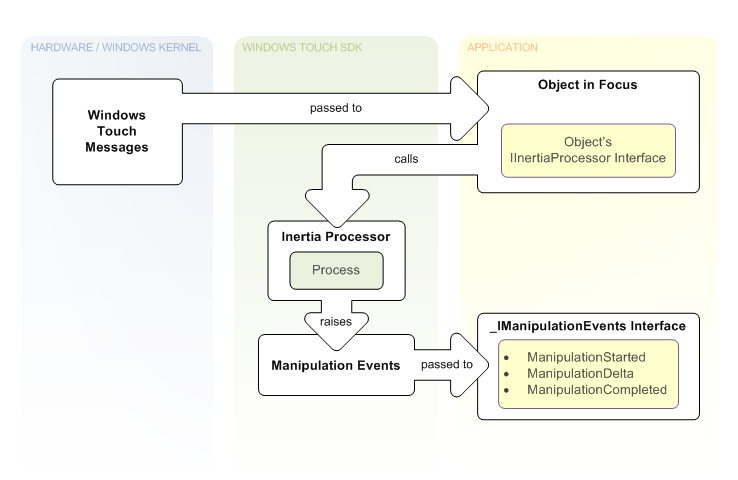 HARDWARE / WINDOWS KERNEL
WINDOWS TOUCH SDK
APPLICATION
Windows
Touch
Messages
passed to
Object in Focus
Object's
IInertiaProcessor Interface
calls
Inertia Processor
Process
raises
Manipulation Events
passed to
_IManipulationEvents Interface
• ManipulationStarted
• ManipulationDelta
• ManipulationCompleted